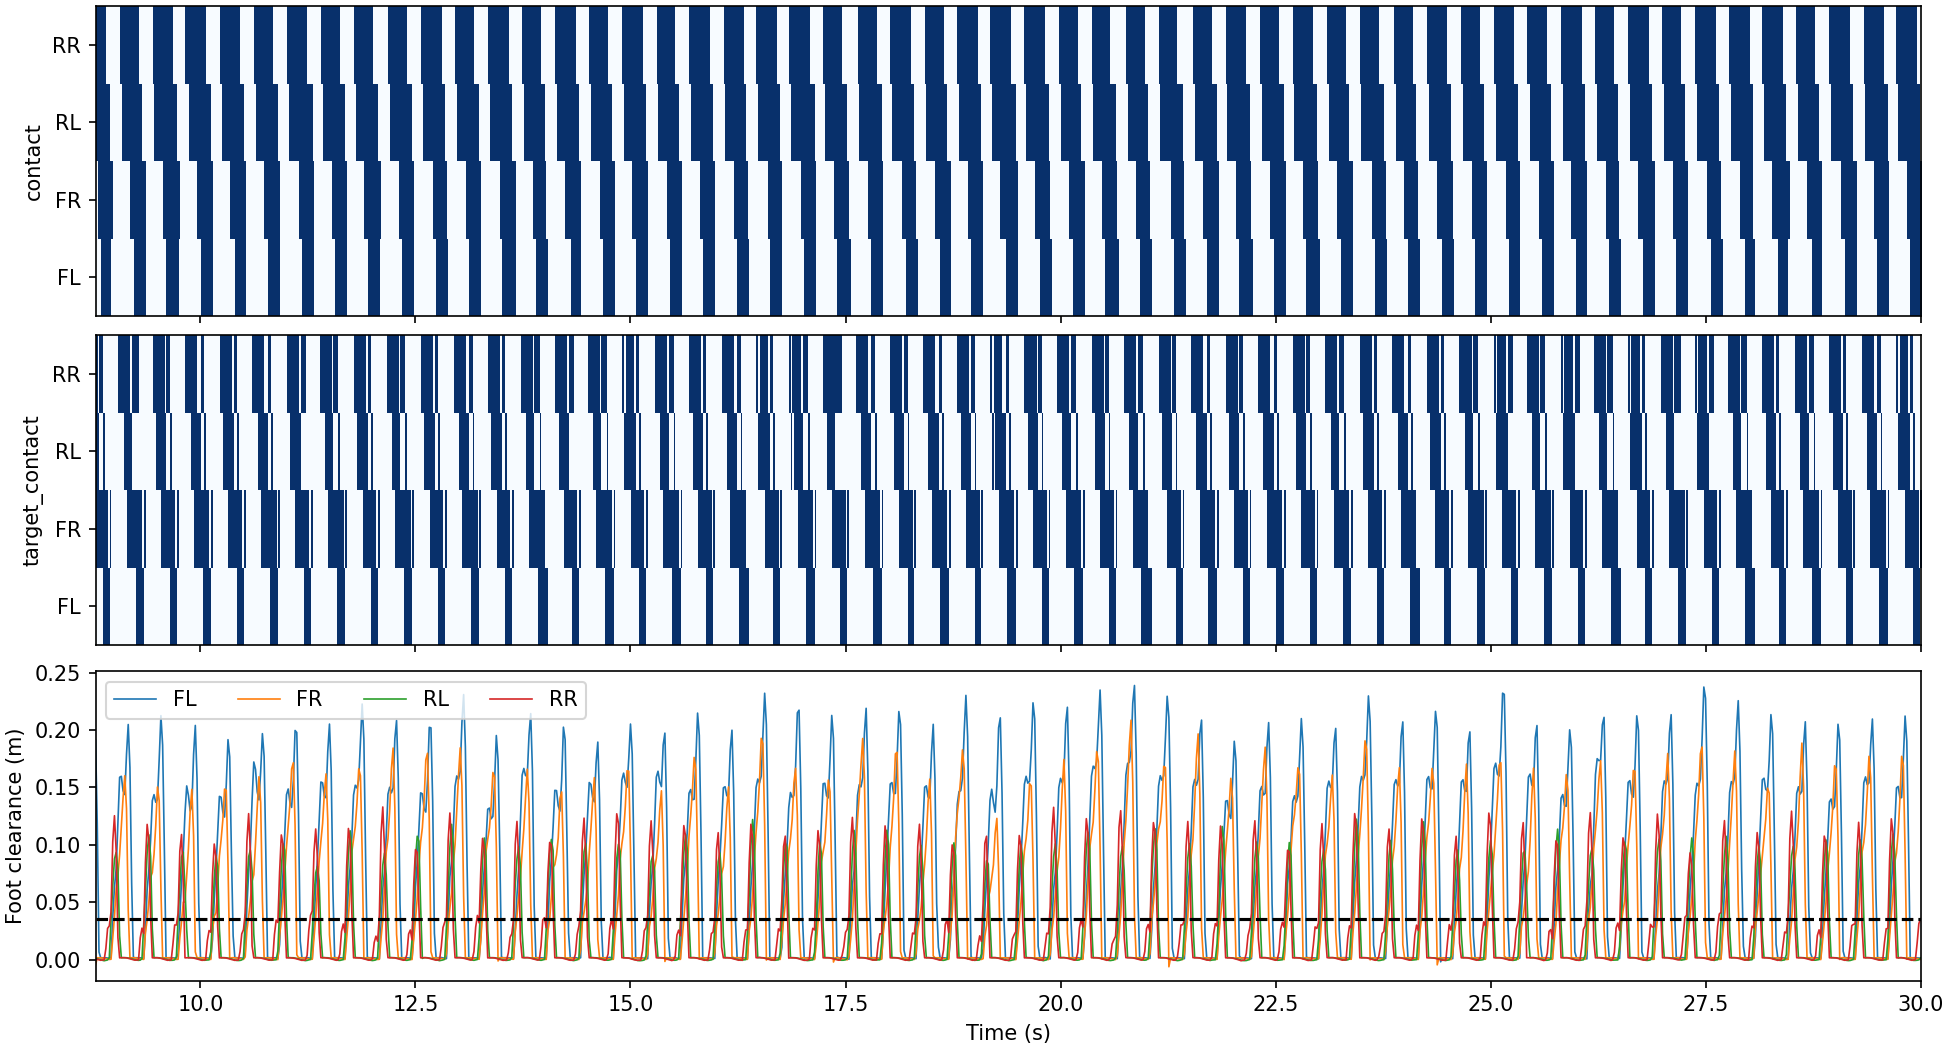 RR
RL
FR
FL
contact
RR
RL
FR
FL
target_contact
0.25
0.20
0.15
0.10
0.05
0.00
Foot clearance (m)
FL FR RL RR
10.0 12.5 15.0 17.5 20.0 22.5 25.0 27.5 30.0
Time (s)